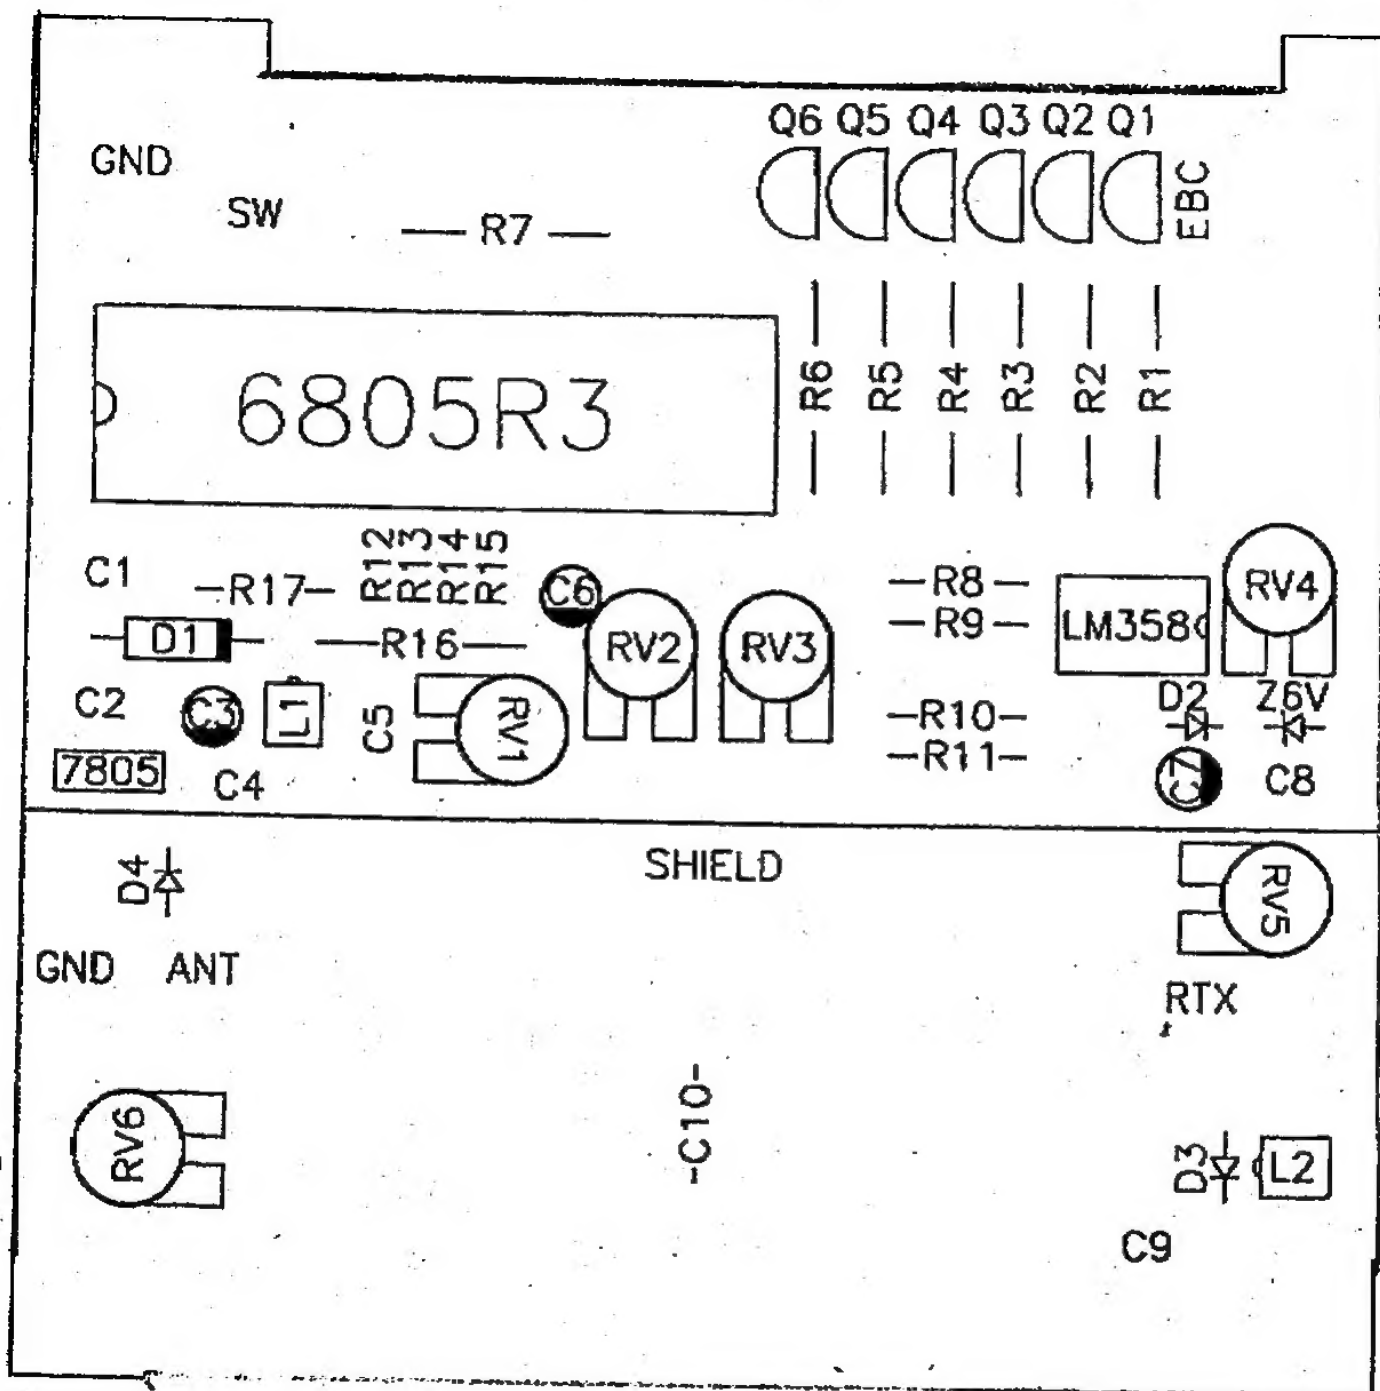 Q6 Q5 Q4 Q3 Q2 Q1
GND
EBC
SW
R7
6805R3
R6 R5 R4 R3 R2 R1
C1
R17
R12
R13
R14
R15
C6
R8
RV4
D1
R16
RV2
RV3
R9
LM358
C2
C3
L1
C5
RV1
R10
D2
Z6V
7805
C4
R11
C7
C8
D4
SHIELD
RV5
GND ANT
RTX
RV6
-C10-
D3
L2
C9